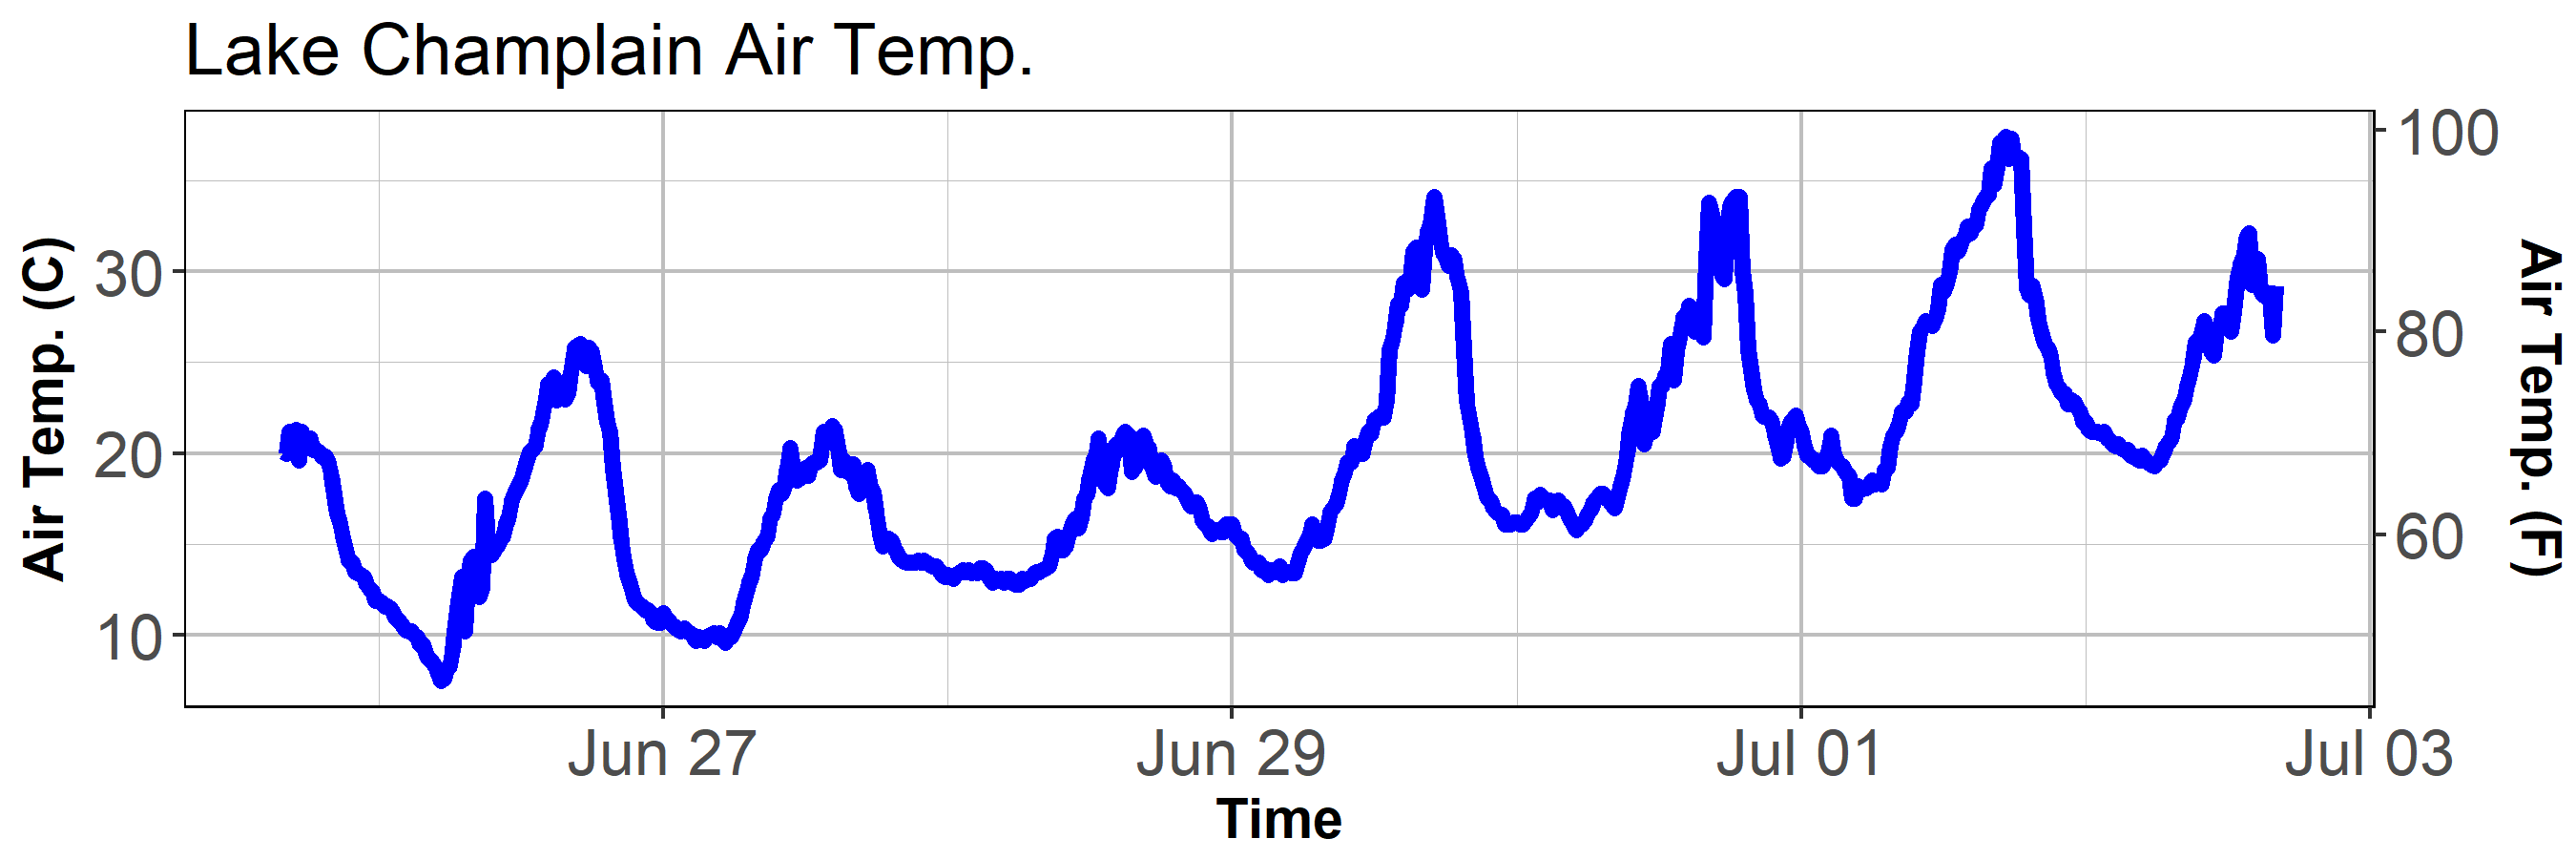 Lake Champlain Air Temp.
Air Temp. (C)
30
20
10
100
80
60
Air Temp. (F)
Jun 27 Jun 29 Jul 01 Jul 03
Time